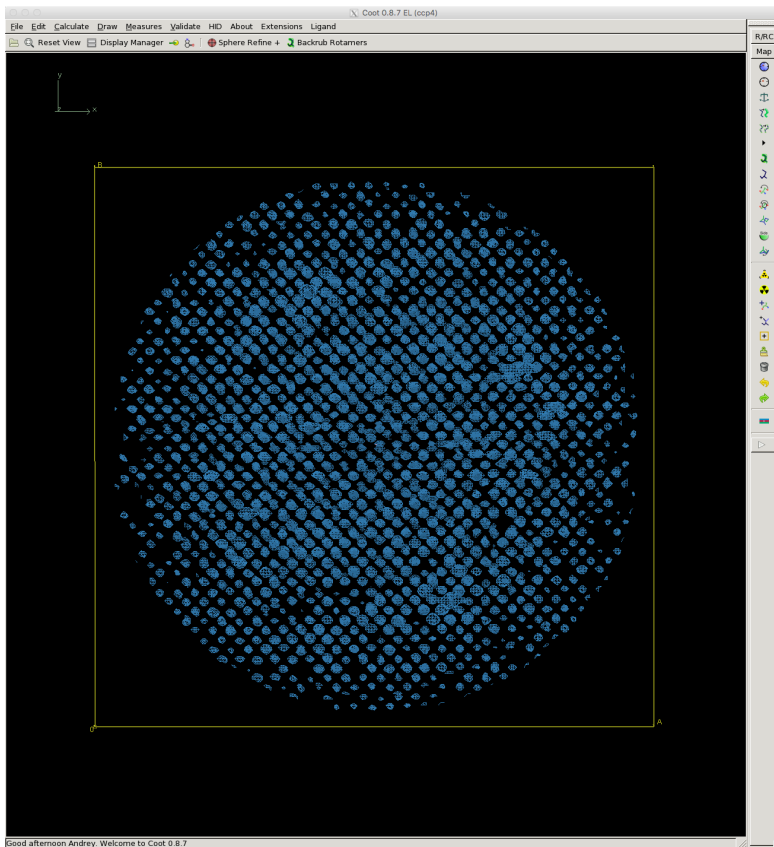 Coot 0.8.7 EL (ccp4)
File Edit Calculate Draw Measures Validate HID About Extensions Ligand
Reset View Display Manager Sphere Refine + Backrub Rotamers
R/RC
Map
y
x
B
0
A
Good afternoon Andrey. Welcome to Coot 0.8.7